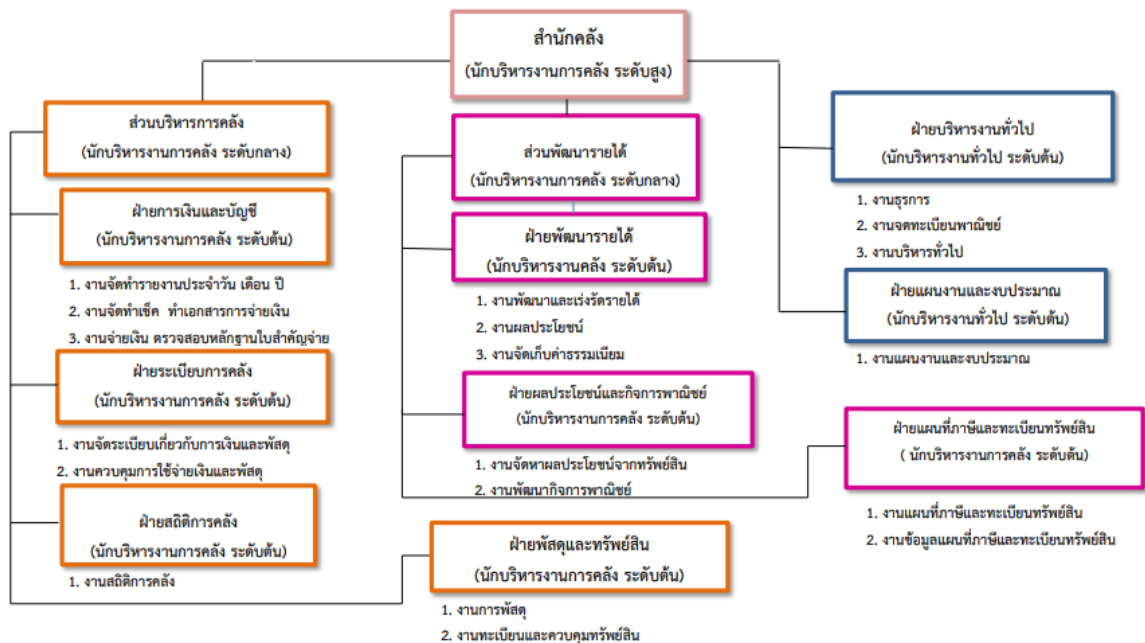 สำนักคลัง
(นักบริหารงานการคลัง ระดับสูง)
ส่วนบริหารการคลัง
(นักบริหารงานการคลัง ระดับกลาง)
ฝ่ายการเงินและบัญชี
(นักบริหารงานการคลัง ระดับต้น)
1. งานจัดทำรายงานประจำวัน เดือน ปี
2. งานจัดทำเช็ค ทำเอกสารการจ่ายเงิน
3. งานจ่ายเงิน ตรวจสอบหลักฐานใบสำคัญจ่าย
ฝ่ายระเบียบการคลัง
(นักบริหารงานการคลัง ระดับต้น)
1. งานจัดระเบียบเกี่ยวกับการเงินและพัสดุ
2. งานควบคุมการใช้จ่ายเงินและพัสดุ
ฝ่ายสถิติการคลัง
(นักบริหารงานการคลัง ระดับต้น)
1. งานสถิติการคลัง
ฝ่ายพัสดุและทรัพย์สิน
(นักบริหารงานการคลัง ระดับต้น)
1. งานการพัสดุ
2. งานทะเบียนและควบคุมทรัพย์สิน
ส่วนพัฒนารายได้
(นักบริหารงานการคลัง ระดับกลาง)
ฝ่ายพัฒนารายได้
(นักบริหารงานคลัง ระดับต้น)
1. งานพัฒนาและเร่งรัดรายได้
2. งานผลประโยชน์
3. งานจัดเก็บค่าธรรมเนียม
ฝ่ายผลประโยชน์และกิจการพาณิชย์
(นักบริหารงานการคลัง ระดับต้น)
1. งานจัดหาผลประโยชน์จากทรัพย์สิน
2. งานพัฒนากิจการพาณิชย์
ฝ่ายแผนที่ภาษีและทะเบียนทรัพย์สิน
( นักบริหารงานการคลัง ระดับต้น)
1. งานแผนที่ภาษีและทะเบียนทรัพย์สิน
2. งานข้อมูลแผนที่ภาษีและทะเบียนทรัพย์สิน
ฝ่ายบริหารงานทั่วไป
(นักบริหารงานทั่วไป ระดับต้น)
1. งานธุรการ
2. งานจดทะเบียนพาณิชย์
3. งานบริหารทั่วไป
ฝ่ายแผนงานและงบประมาณ
(นักบริหารงานทั่วไป ระดับต้น)
1. งานแผนงานและงบประมาณ